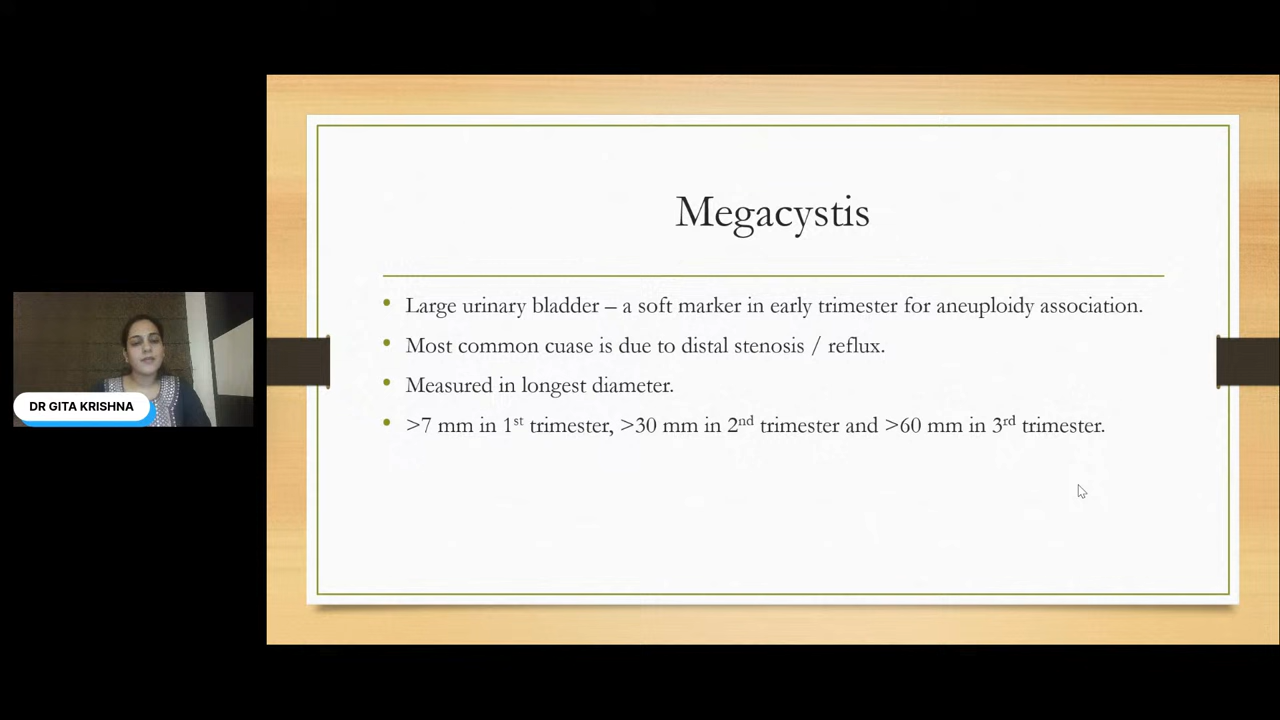 Megacystis
• Large urinary bladder – a soft marker in early trimester for aneuploidy association.
• Most common cuase is due to distal stenosis / reflux.
• Measured in longest diameter.
• >7 mm in 1st trimester, >30 mm in 2nd trimester and >60 mm in 3rd trimester.
DR GITA KRISHNA